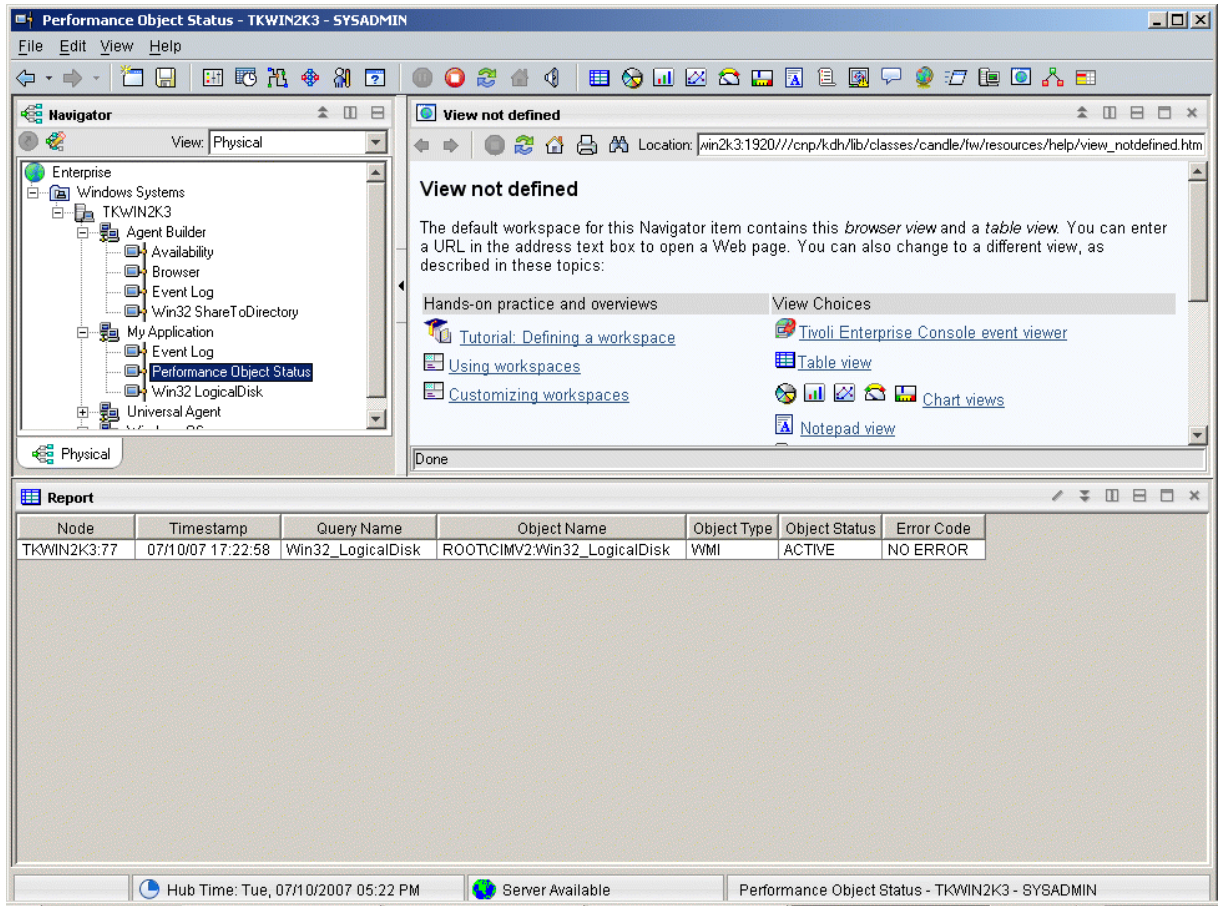 Performance Object Status - TKWIN2K3 - SYSADMIN
File Edit View Help
Navigator
View: Physical
Enterprise
Windows Systems
TKWIN2K3
Agent Builder
Availability
Browser
Event Log
Win32 ShareToDirectory
My Application
Event Log
Performance Object Status
Win32 LogicalDisk
Universal Agent
Physical
View not defined
Location: win2k3:1920///cnp/kdh/lib/classes/candle/fw/resources/help/view_notdefined.htm
View not defined
The default workspace for this Navigator item contains this browser view and a table view. You can enter
a URL in the address text box to open a Web page. You can also change to a different view, as
described in these topics:
Hands-on practice and overviews
Tutorial: Defining a workspace
Using workspaces
Customizing workspaces
View Choices
Tivoli Enterprise Console event viewer
Table view
Chart views
Notepad view
Done
Report
Node Timestamp Query Name Object Name Object Type Object Status Error Code
TKWIN2K3:77 07/10/07 17:22:58 Win32_LogicalDisk ROOT\CIMV2:Win32_LogicalDisk WMI ACTIVE NO ERROR
Hub Time: Tue, 07/10/2007 05:22 PM Server Available Performance Object Status - TKWIN2K3 - SYSADMIN